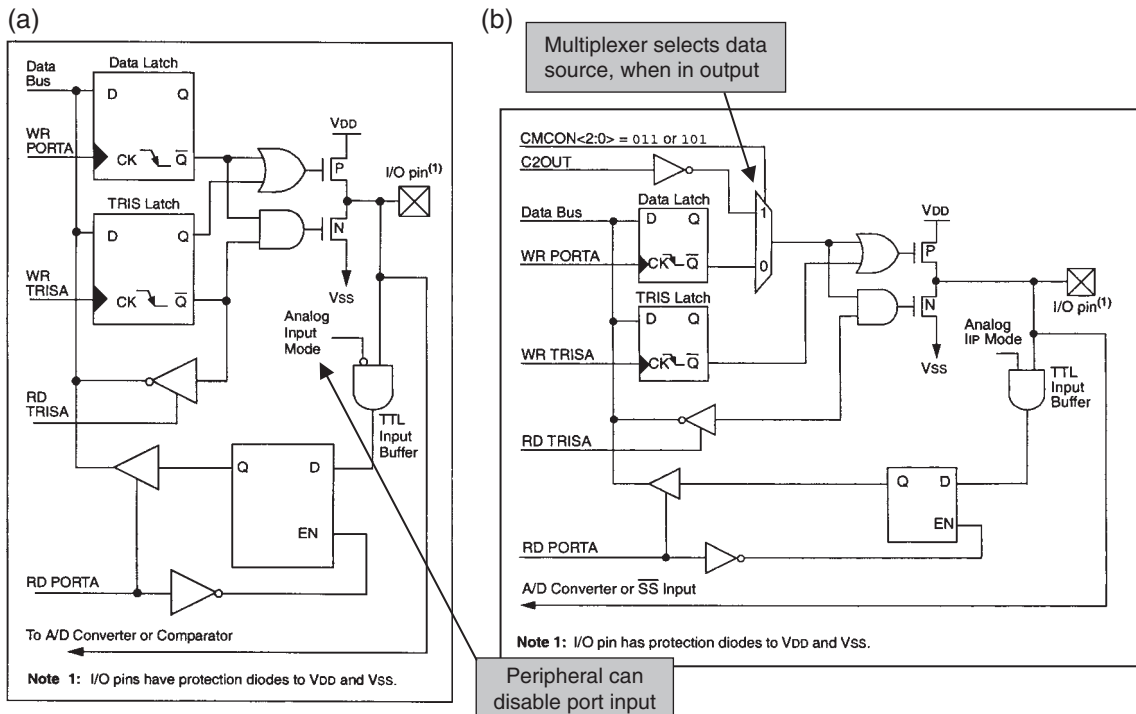 (a)
Data Latch
Data
Bus
D
Q
VDD
WR
PORTA
CK
Q̅
P
I/O pin(1)
TRIS Latch
D
Q
N
WR
TRISA
CK
Q̅
VSS
Analog
Input
Mode
RD
TRISA
TTL
Input
Buffer
Q
D
EN
RD PORTA
To A/D Converter or Comparator
Note 1: I/O pins have protection diodes to VDD and VSS.
Peripheral can
disable port input
(b)
Multiplexer selects data
source, when in output
CMCON<2:0> = 011 or 101
C2OUT
1
Data Latch
Data Bus
D
Q
VDD
P
WR PORTA
CK
Q̅
0
TRIS Latch
I/O pin(1)
D
Q
N
Analog
IIP Mode
WR TRISA
CK
Q̅
VSS
TTL
Input
Buffer
RD TRISA
Q
D
EN
RD PORTA
A/D Converter or S̅S̅ Input
Note 1: I/O pin has protection diodes to VDD and VSS.